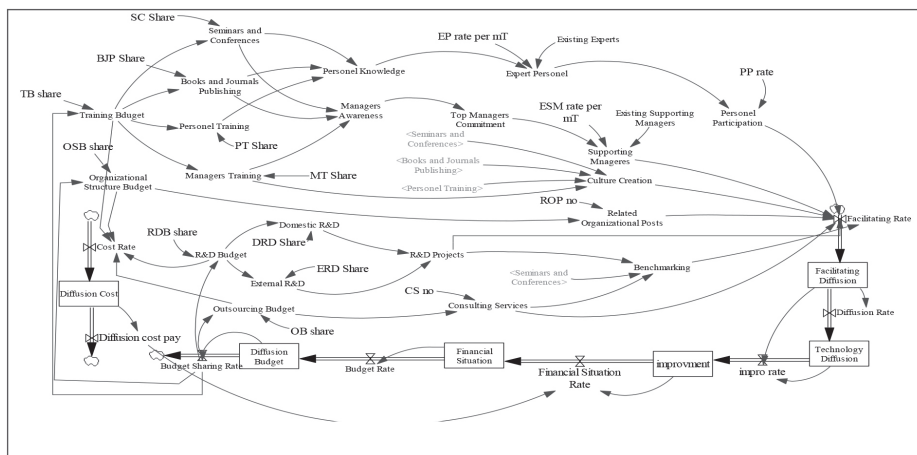 SC Share
Seminars and
Conferences
EP rate per mT
Existing Experts
BJP Share
Personel Knowledge
Expert Personel
PP rate
Books and Journals
Publishing
TB share
Training Bduget
Managers
Awareness
Top Managers
Commitment
ESM rate per
mT
Existing Supporting
Managers
Personel
Participation
Personel Training
PT Share
<Seminars and
Conferences>
OSB share
Supporting
Mnageres
<Books and Journals
Publishing>
Managers Training
MT Share
Culture Creation
Organizational
Structure Budget
<Personel Training>
ROP no
Related
Organizational Posts
Facilitating Rate
RDB share
Domestic R&D
Cost Rate
R&D Budget
DRD Share
R&D Projects
ERD Share
<Seminars and
Conferences>
Benchmarking
Facilitating
Diffusion
External R&D
Diffusion Cost
CS no
Outsourcing Budget
Consulting Services
Diffusion Rate
OB share
Diffusion cost pay
Diffusion
Budget
Financial
Situation
Technology
Diffusion
Budget Sharing Rate
Budget Rate
Financial Situation
Rate
improvment
impro rate